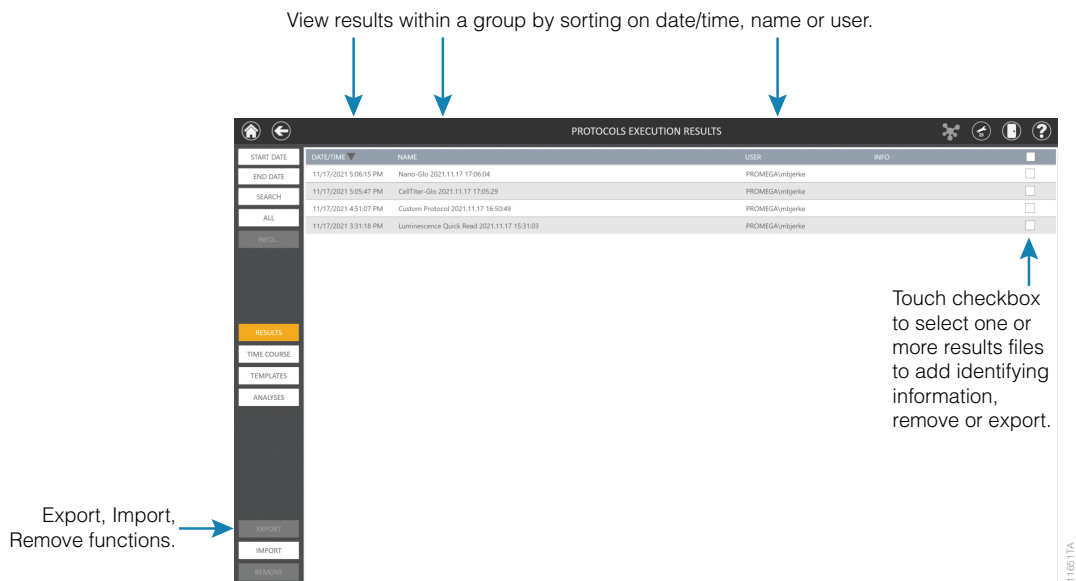 View results within a group by sorting on date/time, name or user.
PROTOCOLS EXECUTION RESULTS
?
START DATE
END DATE
SEARCH
ALL
INFO...
RESULTS
TIME COURSE
TEMPLATES
ANALYSES
EXPORT
IMPORT
REMOVE
DATE/TIME NAME USER INFO
11/17/2021 5:06:15 PM Nano-Glo 2021.11.17 17:06:04 PROMEGA\mbjerke
11/17/2021 5:05:47 PM CellTiter-Glo 2021.11.17 17:05:29 PROMEGA\mbjerke
11/17/2021 4:51:07 PM Custom Protocol 2021.11.17 16:50:49 PROMEGA\mbjerke
11/17/2021 3:31:18 PM Luminescence Quick Read 2021.11.17 15:31:03 PROMEGA\mbjerke
Touch checkbox
to select one or
more results files
to add identifying
information,
remove or export.
Export, Import,
Remove functions.
11651TA